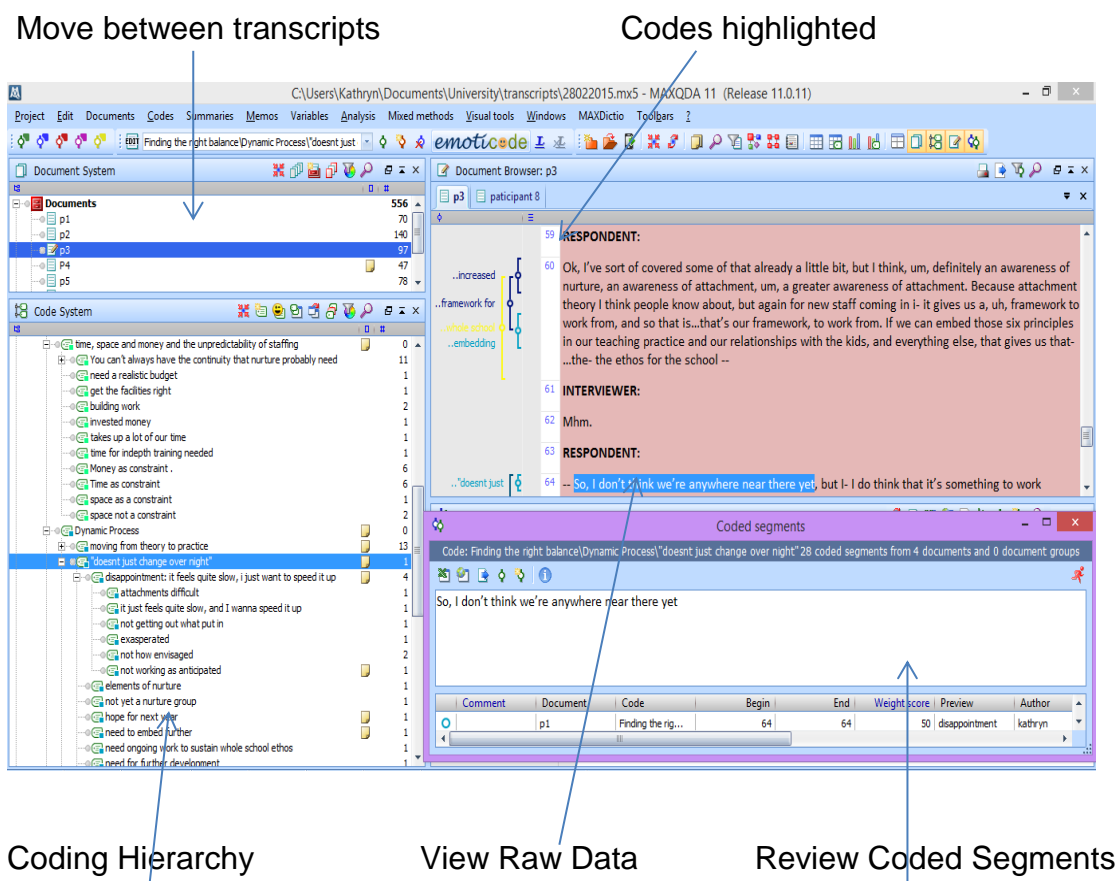 Move between transcripts
Codes highlighted
C:\Users\Kathryn\Documents\University\transcripts\28022015.mx5 - MAXQDA 11 (Release 11.0.11)
Project Edit Documents Codes Summaries Memos Variables Analysis Mixed methods Visual tools Windows MAXDictio Toolbars ?
EDIT Finding the right balance\Dynamic Process\"doesnt just emoticode
Document System
Documents 556
p1 70
p2 140
p3 97
P4 47
p5 78
Code System
time, space and money and the unpredictability of staffing 0
You can't always have the continuity that nurture probably need 11
need a realistic budget 1
get the facilities right 1
building work 2
invested money 1
takes up a lot of our time 1
time for indepth training needed 1
Money as constraint . 6
Time as constraint 6
space as a constraint 1
space not a constraint 2
Dynamic Process 0
moving from theory to practice 13
"doesnt just change over night" 1
disappointment: it feels quite slow, i just want to speed it up 4
attachments difficult 1
it just feels quite slow, and I wanna speed it up 1
not getting out what put in 1
exasperated 1
not how envisaged 2
not working as anticipated 1
elements of nurture 1
not yet a nurture group 1
hope for next year 1
need to embed further 1
need ongoing work to sustain whole school ethos 1
need for further development 1
Document Browser: p3
p3 paticipant 8
59 RESPONDENT:
..increased
..framework for
..embedding
60 Ok, I've sort of covered some of that already a little bit, but I think, um, definitely an awareness of
nurture, an awareness of attachment, um, a greater awareness of attachment. Because attachment
theory I think people know about, but again for new staff coming in i- it gives us a, uh, framework to
work from, and so that is...that's our framework, to work from. If we can embed those six principles
in our teaching practice and our relationships with the kids, and everything else, that gives us that-
...the- the ethos for the school --
61 INTERVIEWER:
62 Mhm.
63 RESPONDENT:
.."doesnt just
64 -- So, I don't think we're anywhere near there yet, but I- I do think that it's something to work
Coded segments
Code: Finding the right balance\Dynamic Process\"doesnt just change over night" 28 coded segments from 4 documents and 0 document groups
So, I don't think we're anywhere near there yet
Comment Document Code Begin End Weight score Preview Author
p1 Finding the rig... 64 64 50 disappointment kathryn
Coding Hierarchy
View Raw Data
Review Coded Segments